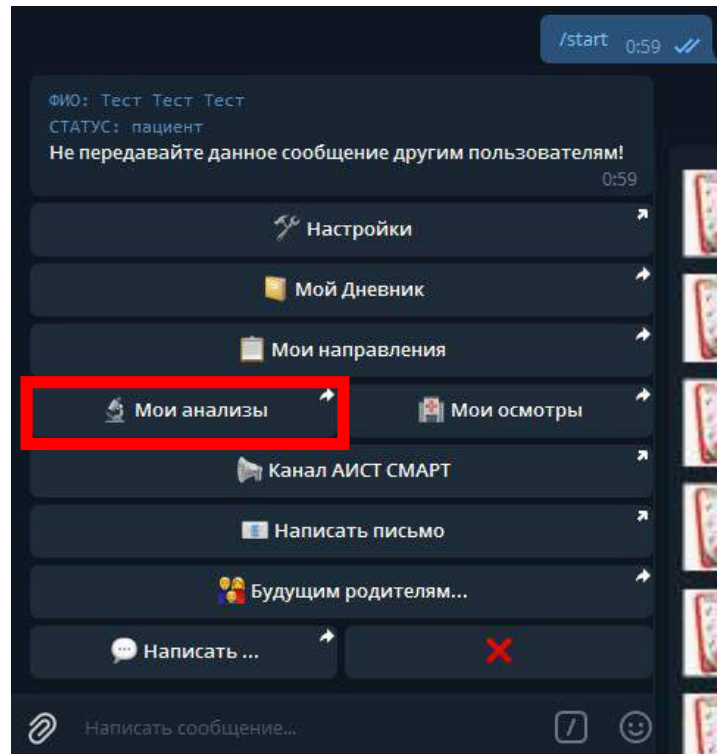 /start 0:59
ФИО: Тест Тест Тест
СТАТУС: пациент
Не передавайте данное сообщение другим пользователям!
0:59
Настройки
Мой Дневник
Мои направления
Мои анализы Мои осмотры
Канал АИСТ СМАРТ
Написать письмо
Будущим родителям...
Написать ...
Написать сообщение...